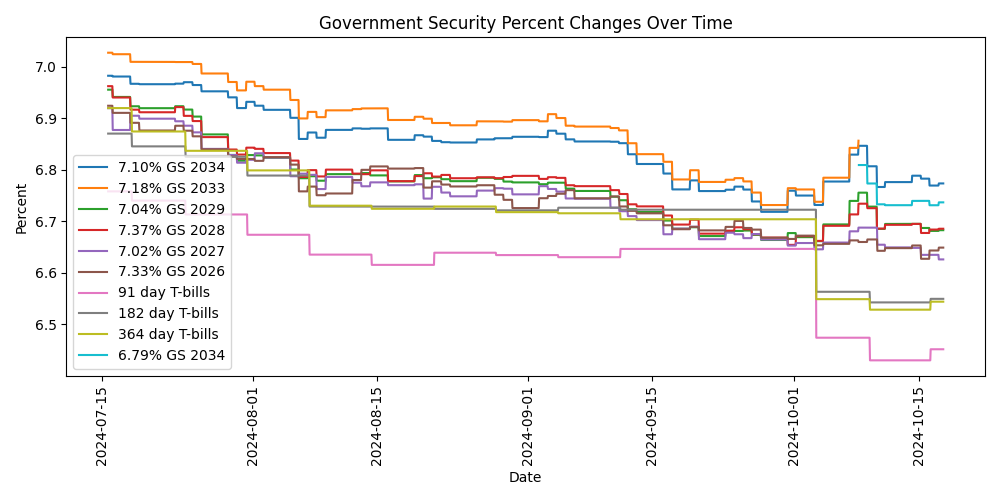 Government Security Percent Changes Over Time
Percent
7.0
6.9
6.8
6.7
6.6
6.5
7.10% GS 2034
7.18% GS 2033
7.04% GS 2029
7.37% GS 2028
7.02% GS 2027
7.33% GS 2026
91 day T-bills
182 day T-bills
364 day T-bills
6.79% GS 2034
2024-07-15
2024-08-01
2024-08-15
2024-09-01
2024-09-15
2024-10-01
2024-10-15
Date